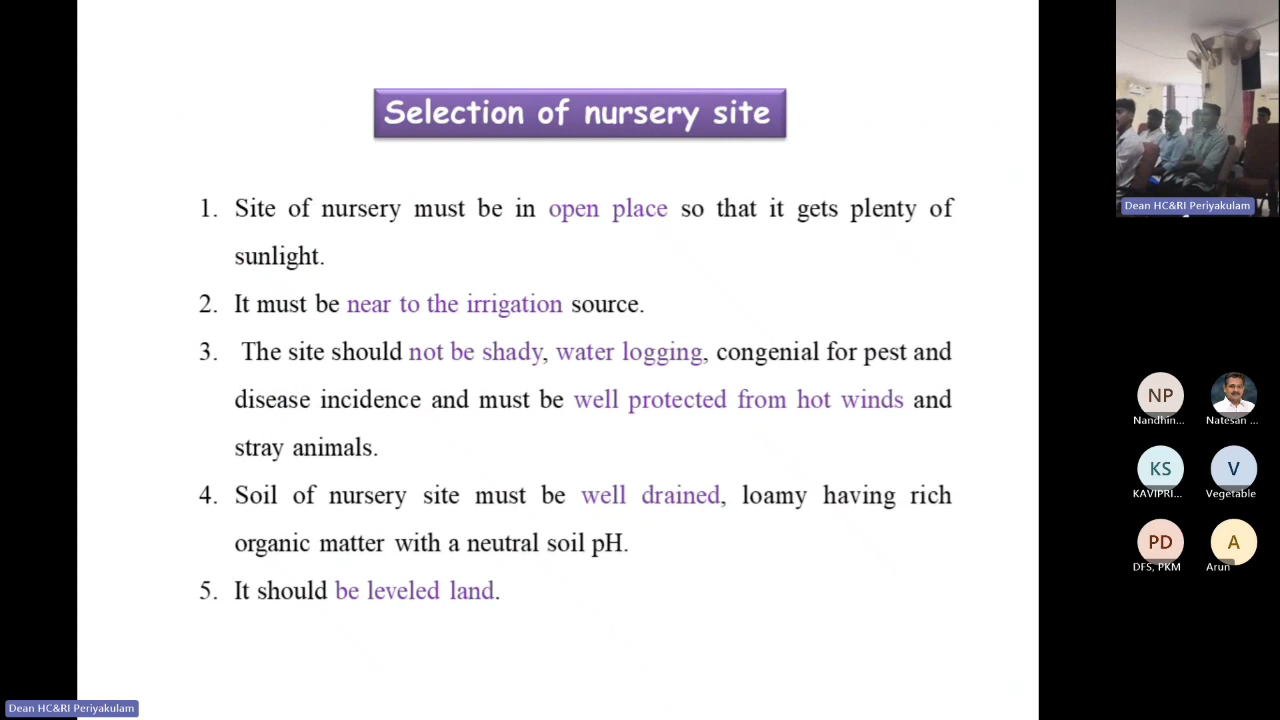 Selection of nursery site
1. Site of nursery must be in open place so that it gets plenty of
sunlight.
2. It must be near to the irrigation source.
3. The site should not be shady, water logging, congenial for pest and
disease incidence and must be well protected from hot winds and
stray animals.
4. Soil of nursery site must be well drained, loamy having rich
organic matter with a neutral soil pH.
5. It should be leveled land.
Dean HC&RI Periyakulam
NP
Nandhin...
Natesan ...
KS
KAVIPRI...
V
Vegetable
PD
DFS, PKM
A
Arun
Dean HC&RI Periyakulam